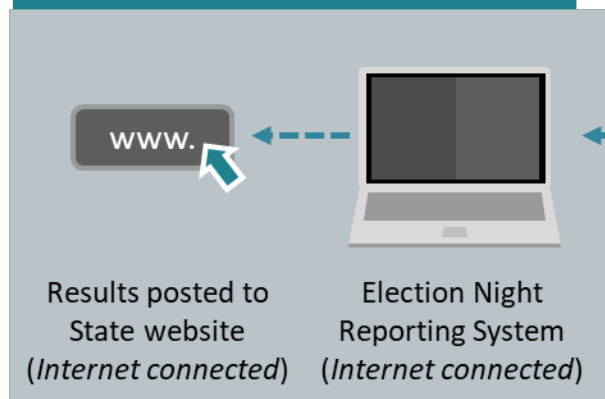 www.
Results posted to
State website
(Internet connected)
Election Night
Reporting System
(Internet connected)